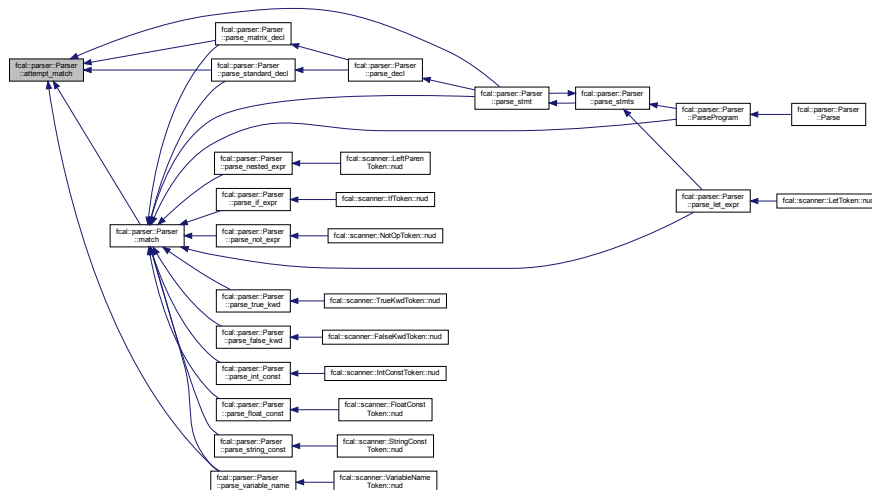 fcal::parser::Parser
::attempt_match
fcal::parser::Parser
::parse_matrix_decl
fcal::parser::Parser
::parse_standard_decl
fcal::parser::Parser
::parse_decl
fcal::parser::Parser
::parse_stmt
fcal::parser::Parser
::parse_stmts
fcal::parser::Parser
::ParseProgram
fcal::parser::Parser
::Parse
fcal::parser::Parser
::parse_nested_expr
fcal::scanner::LeftParen
Token::nud
fcal::parser::Parser
::parse_if_expr
fcal::scanner::IfToken::nud
fcal::parser::Parser
::parse_let_expr
fcal::scanner::LetToken::nud
fcal::parser::Parser
::match
fcal::parser::Parser
::parse_not_expr
fcal::scanner::NotOpToken::nud
fcal::parser::Parser
::parse_true_kwd
fcal::scanner::TrueKwdToken::nud
fcal::parser::Parser
::parse_false_kwd
fcal::scanner::FalseKwdToken::nud
fcal::parser::Parser
::parse_int_const
fcal::scanner::IntConstToken::nud
fcal::parser::Parser
::parse_float_const
fcal::scanner::FloatConst
Token::nud
fcal::parser::Parser
::parse_string_const
fcal::scanner::StringConst
Token::nud
fcal::parser::Parser
::parse_variable_name
fcal::scanner::VariableName
Token::nud